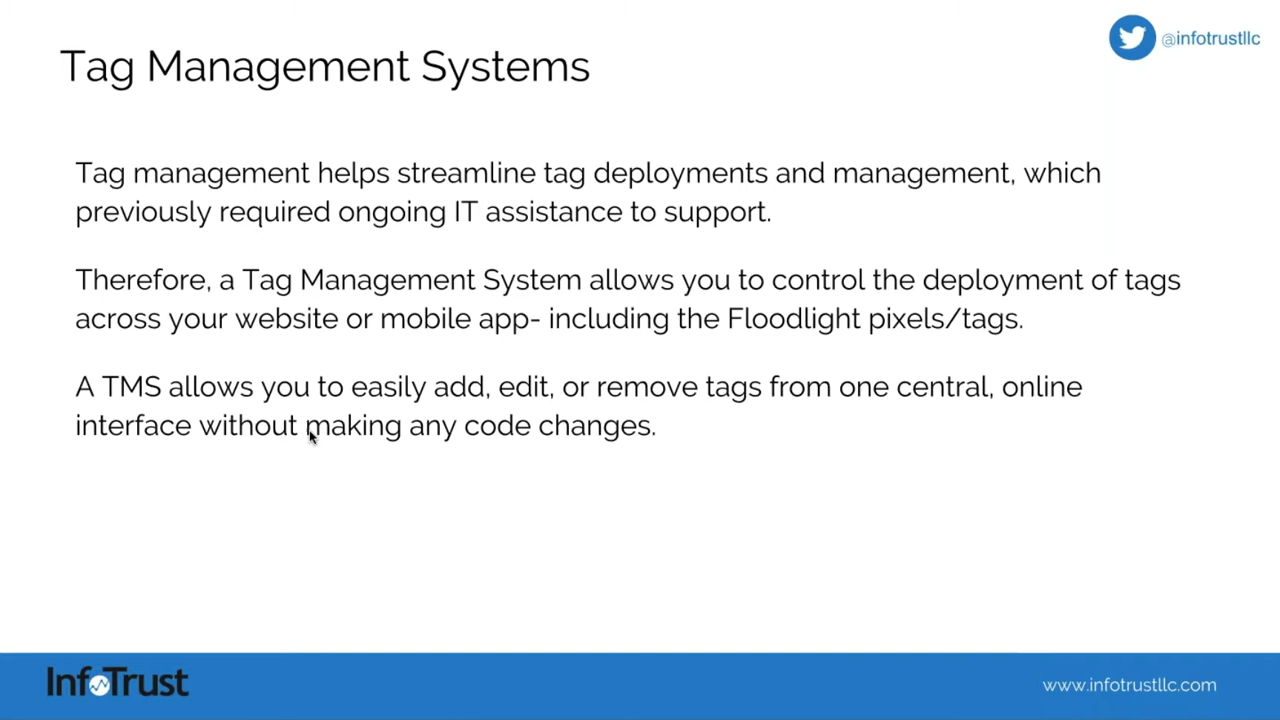 @infotrustllc
Tag Management Systems
Tag management helps streamline tag deployments and management, which
previously required ongoing IT assistance to support.
Therefore, a Tag Management System allows you to control the deployment of tags
across your website or mobile app- including the Floodlight pixels/tags.
A TMS allows you to easily add, edit, or remove tags from one central, online
interface without making any code changes.
InfoTrust
www.infotrustllc.com